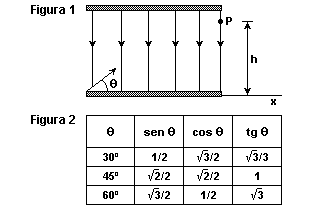 Figura 1
P
h
θ
x
Figura 2
θ sen θ cos θ tg θ
30º 1/2 √3/2 √3/3
45º √2/2 √2/2 1
60º √3/2 1/2 √3